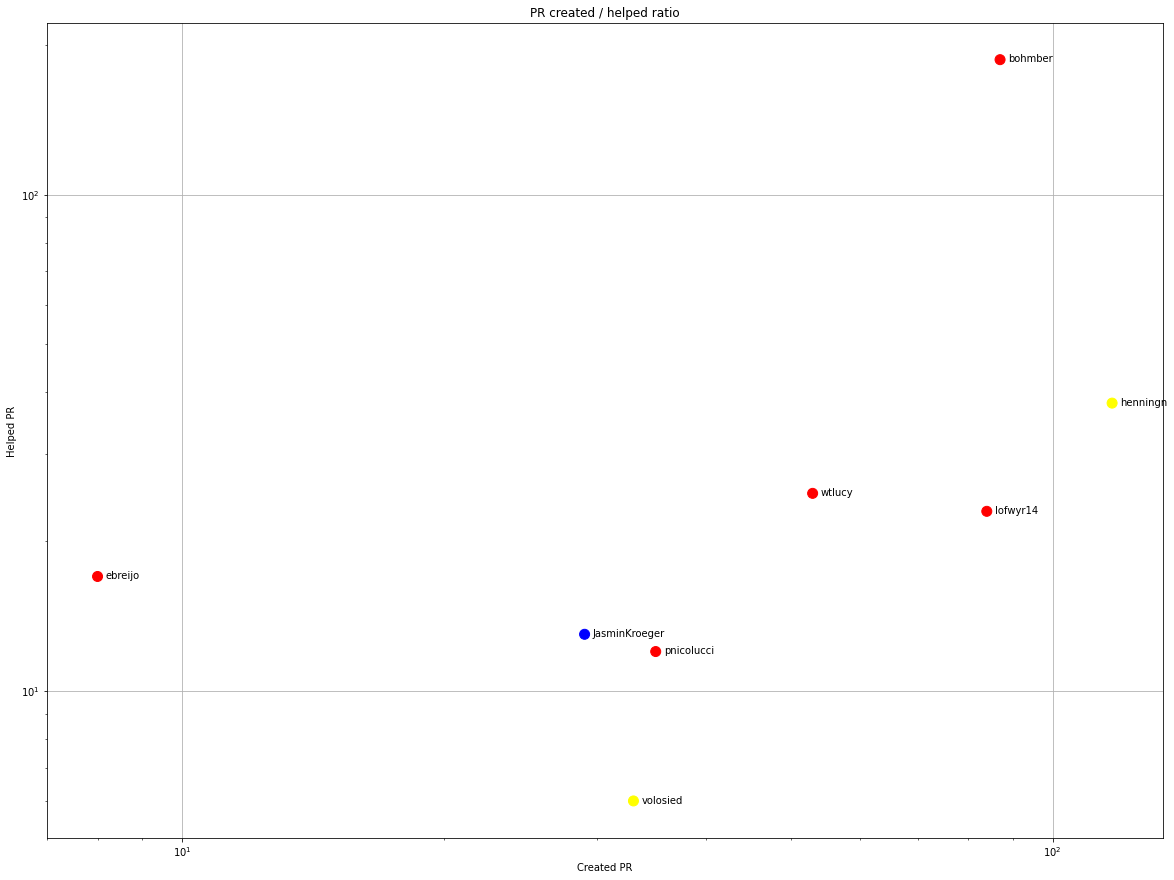 PR created / helped ratio
bohmber
10²
henningn
Helped PR
wtlucy
lofwyr14
ebreijo
JasminKroeger
pnicolucci
10¹
volosied
10¹ 10²
Created PR